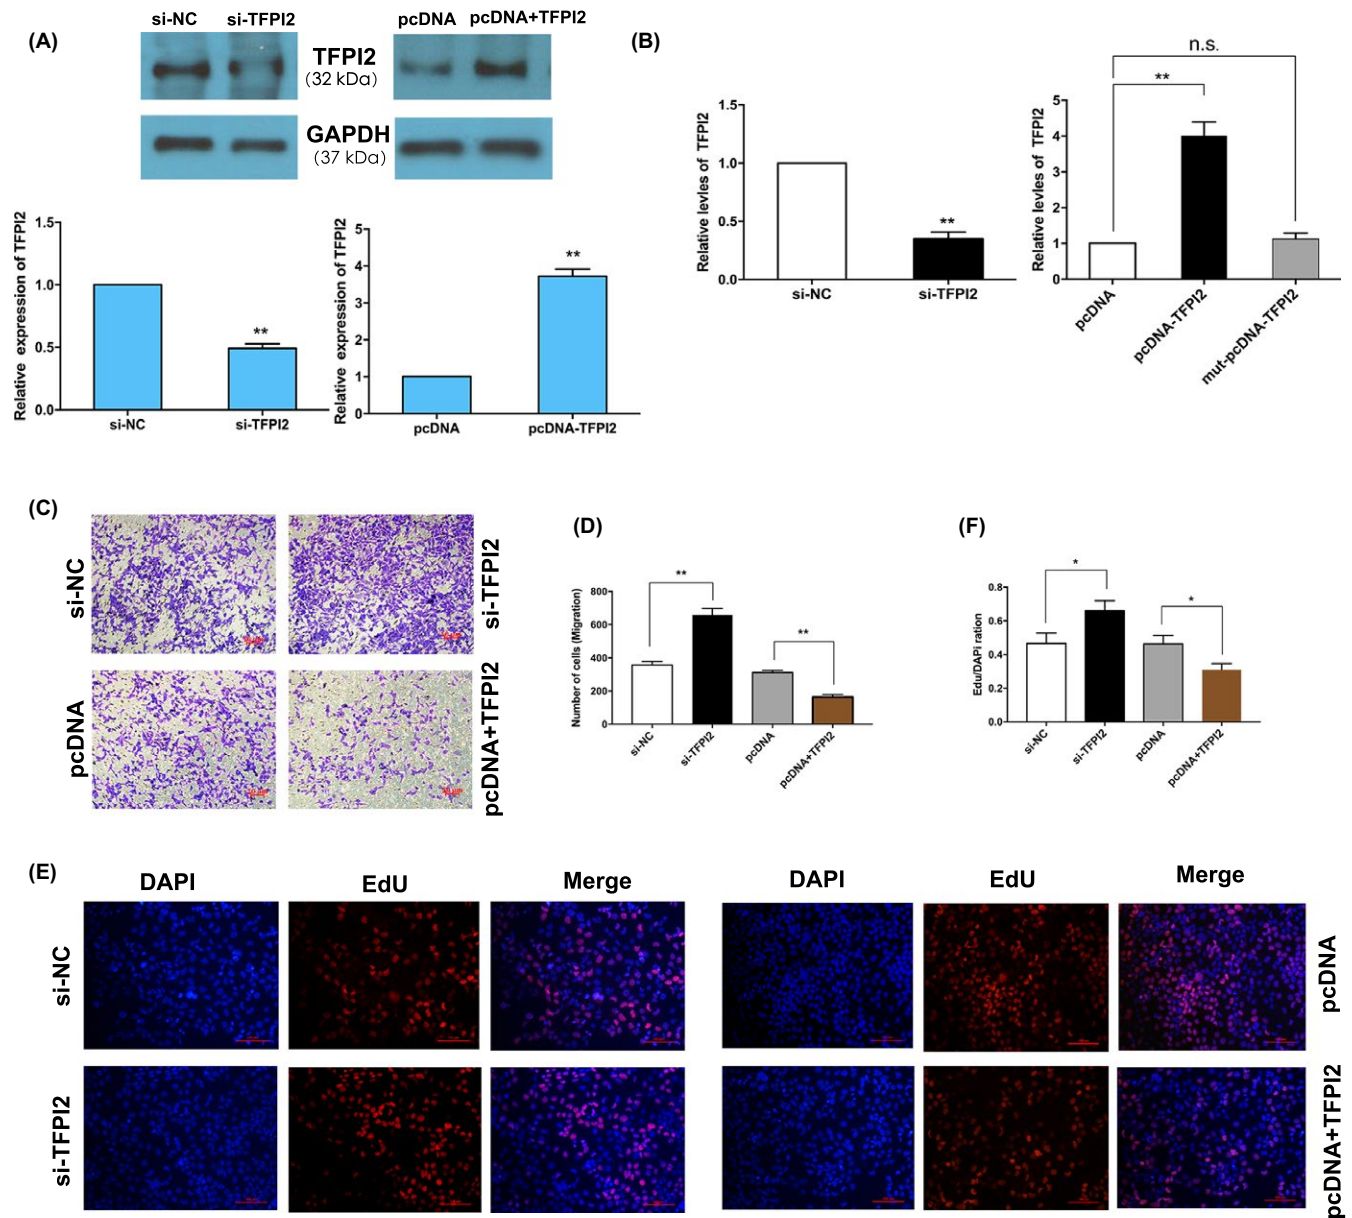 (A)
si-NC si-TFPI2
pcDNA pcDNA+TFPI2
TFPI2
(32 kDa)
GAPDH
(37 kDa)
Relative expression of TFPI2
1.5
1.0
0.5
0.0
**
si-NC si-TFPI2
Relative expression of TFPI2
5
4
3
2
1
0
**
pcDNA pcDNA-TFPI2
(B)
Relative levles of TFPI2
1.5
1.0
0.5
0.0
**
si-NC si-TFPI2
n.s.
**
Relative levles of TFPI2
5
4
3
2
1
0
pcDNA
pcDNA-TFPI2
mut-pcDNA-TFPI2
(C)
si-NC
si-TFPI2
pcDNA
pcDNA+TFPI2
(D)
Number of cells (Migration)
800
600
400
200
0
**
**
si-NC
si-TFPI2
pcDNA
pcDNA+TFPI2
(F)
Edu/DAPi ration
0.8
0.6
0.4
0.2
0.0
*
*
si-NC
si-TFPI2
pcDNA
pcDNA+TFPI2
(E)
DAPI EdU Merge
DAPI EdU Merge
si-NC
pcDNA
si-TFPI2
pcDNA+TFPI2